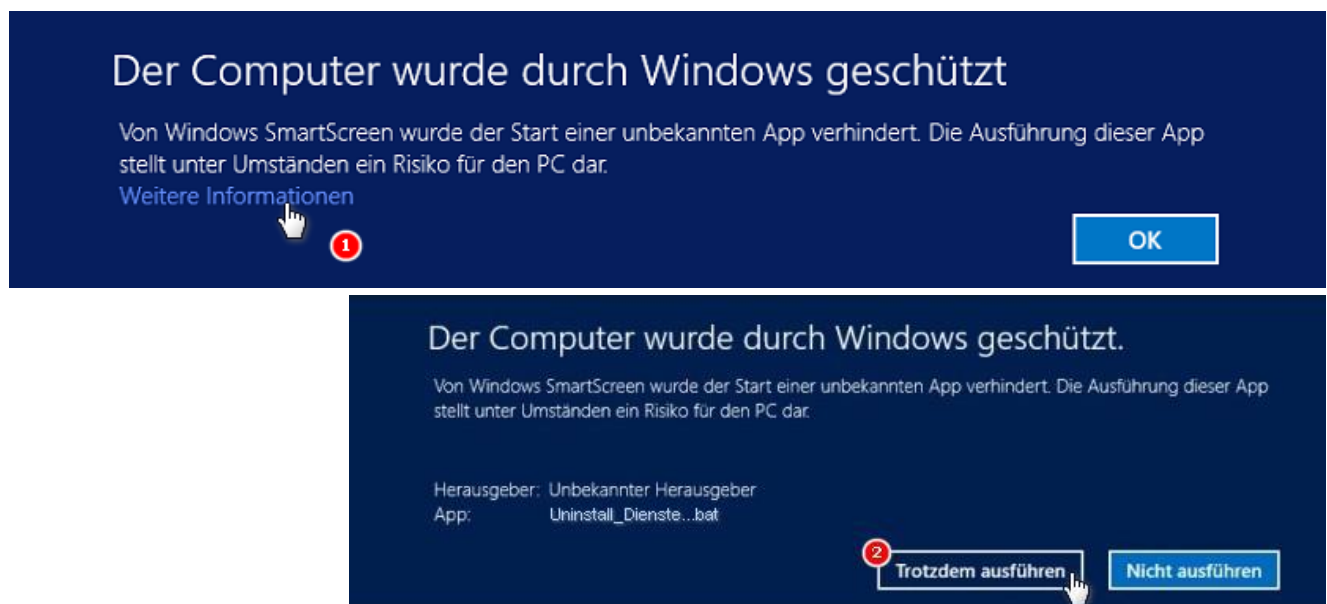 Der Computer wurde durch Windows geschützt
Von Windows SmartScreen wurde der Start einer unbekannten App verhindert. Die Ausführung dieser App
stellt unter Umständen ein Risiko für den PC dar.
Weitere Informationen
1
OK
Der Computer wurde durch Windows geschützt.
Von Windows SmartScreen wurde der Start einer unbekannten App verhindert. Die Ausführung dieser App
stellt unter Umständen ein Risiko für den PC dar.
Herausgeber: Unbekannter Herausgeber
App: Uninstall_Dienste...bat
2
Trotzdem ausführen Nicht ausführen